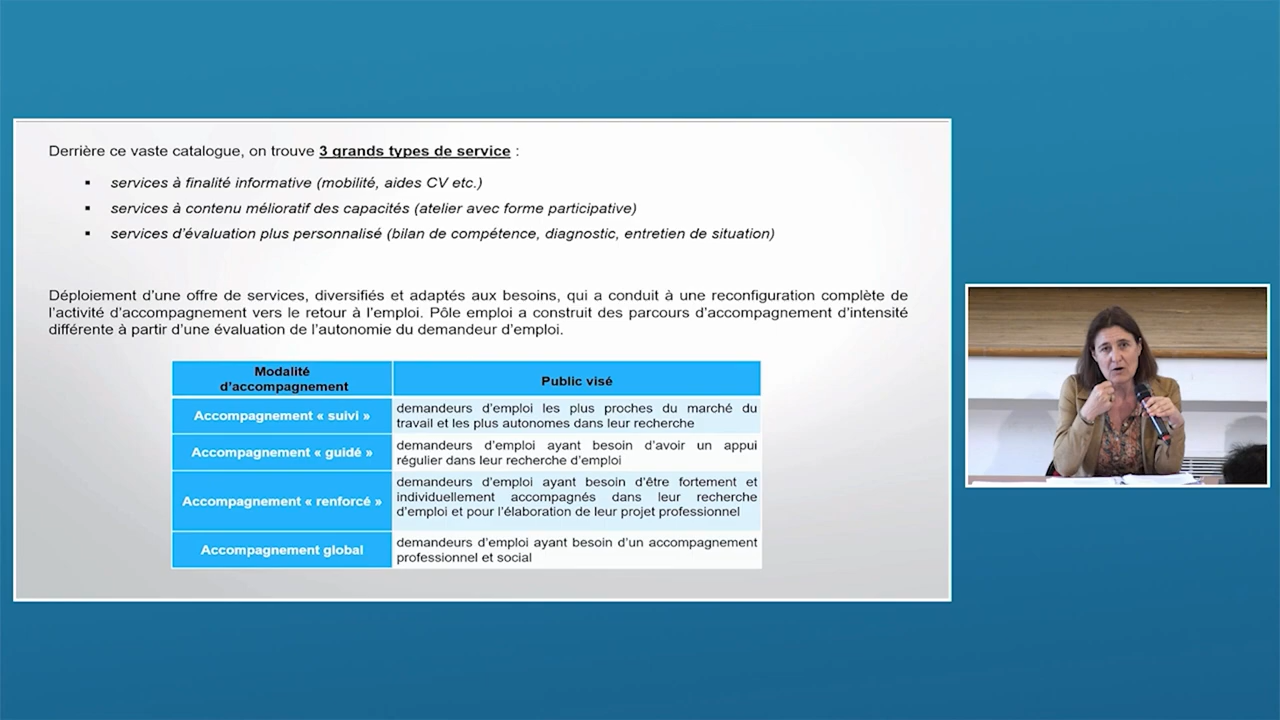 Derrière ce vaste catalogue, on trouve 3 grands types de service :
▪ services à finalité informative (mobilité, aides CV etc.)
▪ services à contenu mélioratif des capacités (atelier avec forme participative)
▪ services d’évaluation plus personnalisé (bilan de compétence, diagnostic, entretien de situation)
Déploiement d’une offre de services, diversifiés et adaptés aux besoins, qui a conduit à une reconfiguration complète de
l’activité d’accompagnement vers le retour à l’emploi. Pôle emploi a construit des parcours d’accompagnement d’intensité
différente à partir d’une évaluation de l’autonomie du demandeur d’emploi.
Modalité
d’accompagnement
Public visé
Accompagnement « suivi »
demandeurs d’emploi les plus proches du marché du
travail et les plus autonomes dans leur recherche
Accompagnement « guidé »
demandeurs d’emploi ayant besoin d’avoir un appui
régulier dans leur recherche d’emploi
Accompagnement « renforcé »
demandeurs d’emploi ayant besoin d’être fortement et
individuellement accompagnés dans leur recherche
d’emploi et pour l’élaboration de leur projet professionnel
Accompagnement global
demandeurs d’emploi ayant besoin d’un accompagnement
professionnel et social